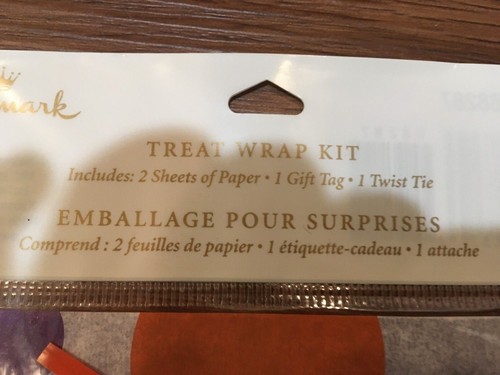 TREAT WRAP KIT
Includes: 2 Sheets of Paper • 1 Gift Tag • 1 Twist Tie
EMBALLAGE POUR SURPRISES
Comprend : 2 feuilles de papier • 1 étiquette-cadeau • 1 attache